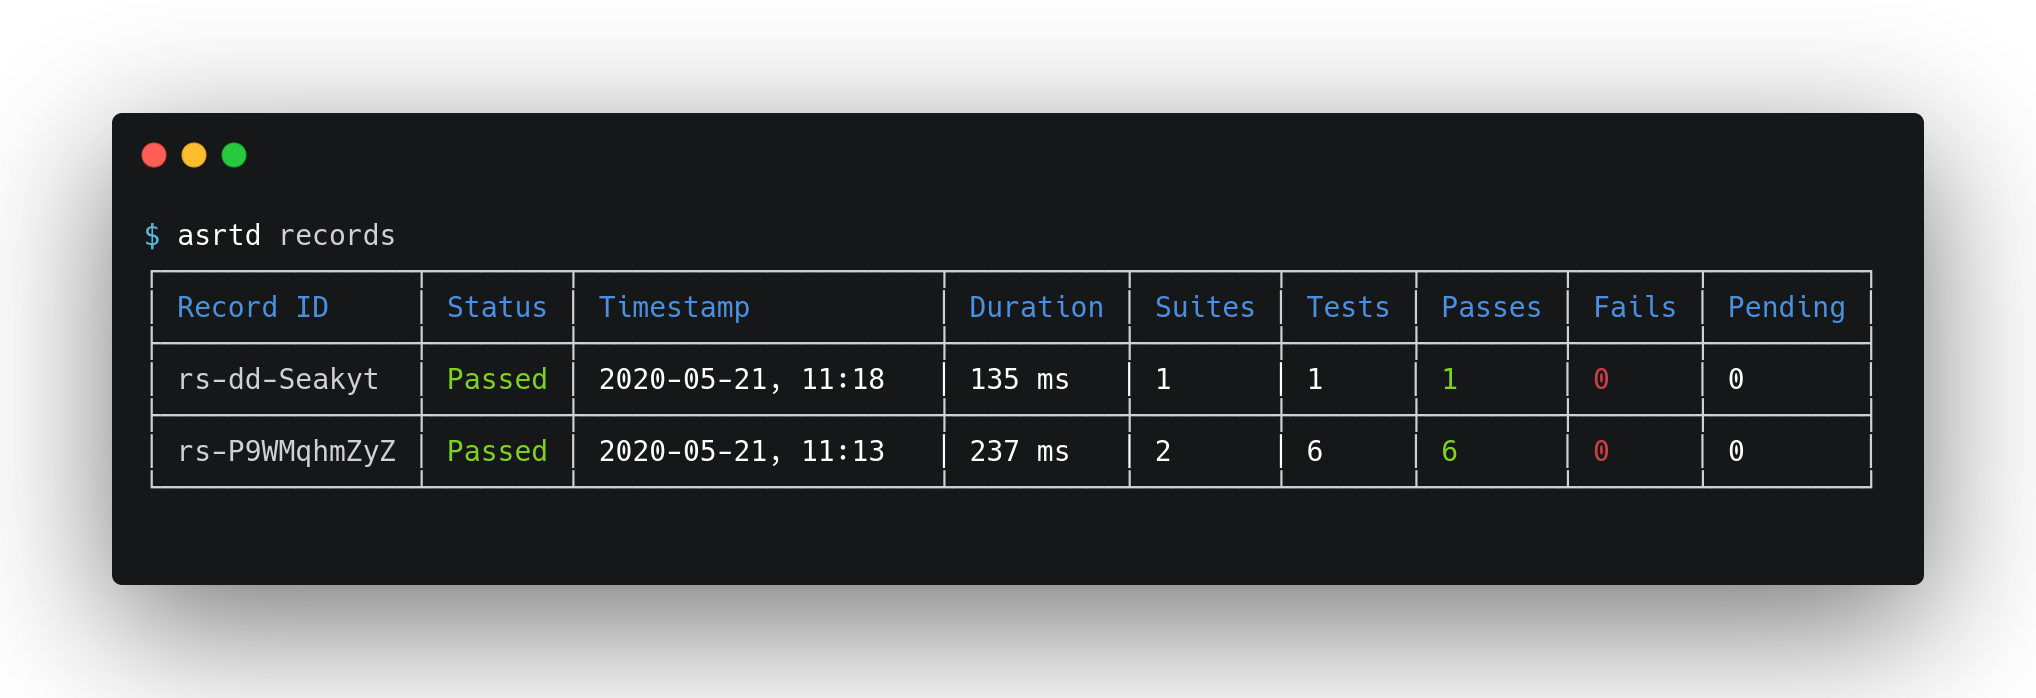 $ asrtd records
Record ID Status Timestamp Duration Suites Tests Passes Fails Pending
rs-dd-Seakyt Passed 2020-05-21, 11:18 135 ms 1 1 1 0 0
rs-P9WMqhmZyZ Passed 2020-05-21, 11:13 237 ms 2 6 6 0 0